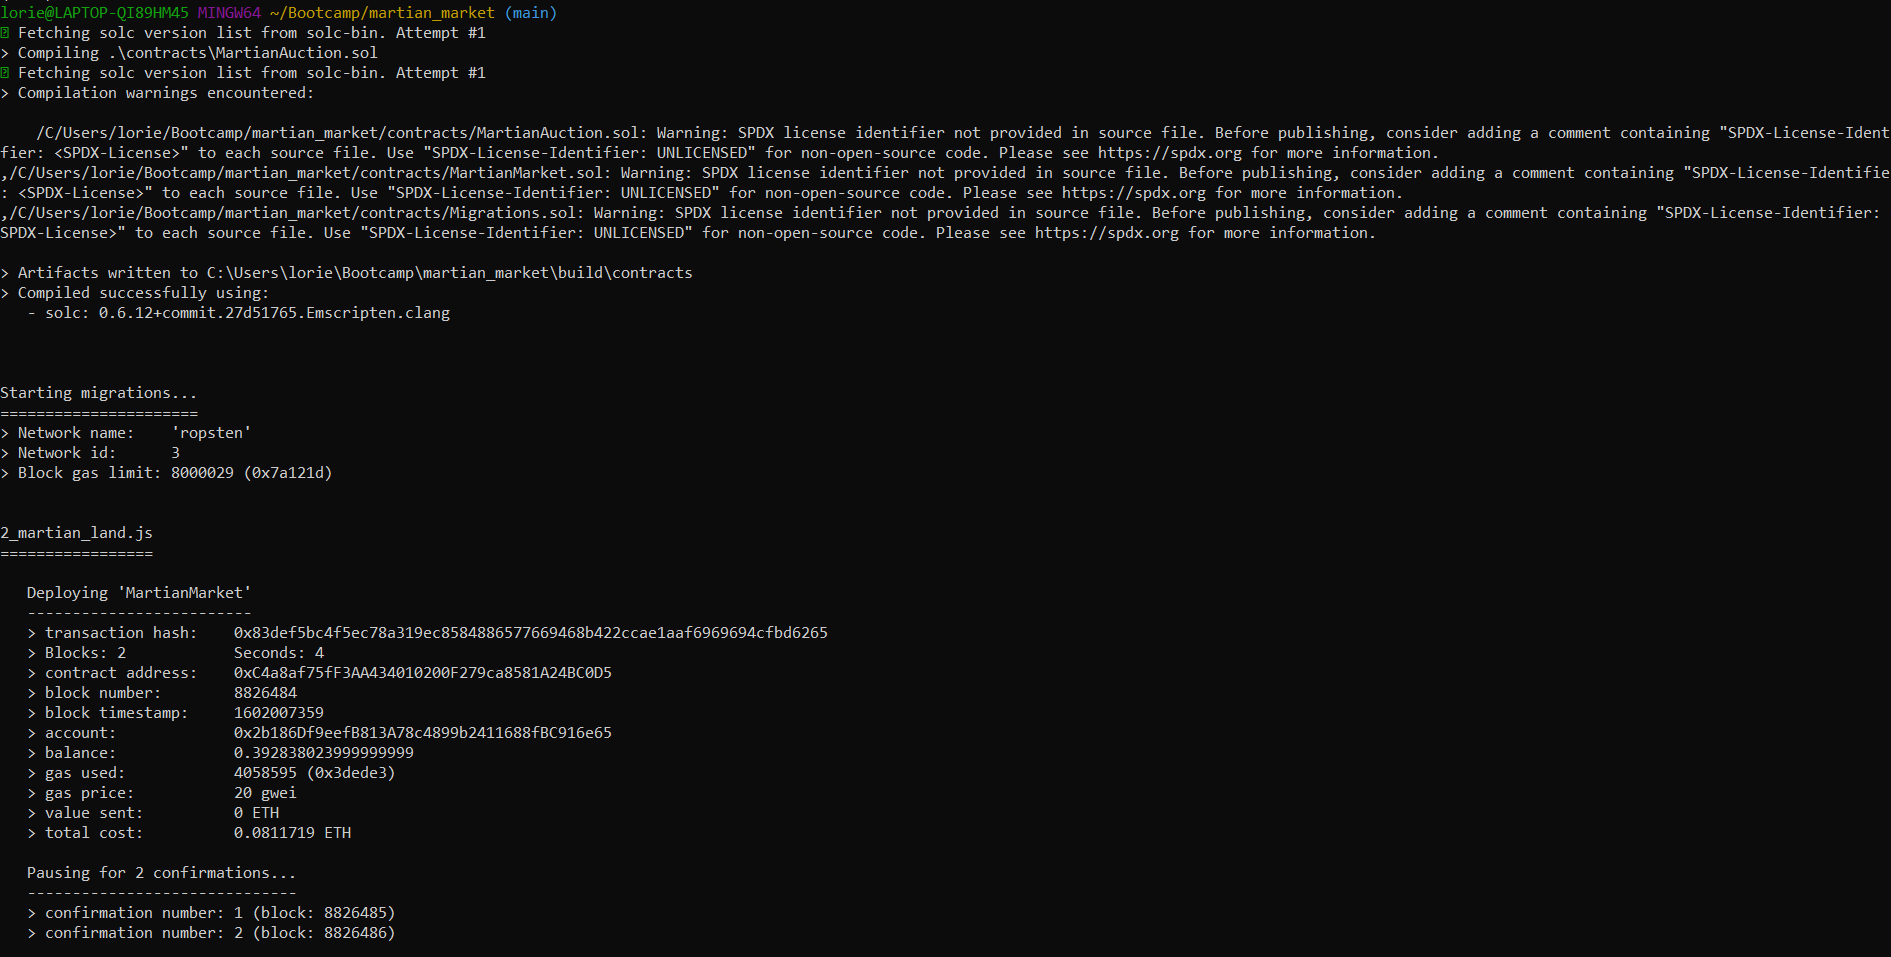 lorie@LAPTOP-QI89HM45 MINGW64 ~/Bootcamp/martian_market (main)
Fetching solc version list from solc-bin. Attempt #1
> Compiling .\contracts\MartianAuction.sol
Fetching solc version list from solc-bin. Attempt #1
> Compilation warnings encountered:
/C/Users/lorie/Bootcamp/martian_market/contracts/MartianAuction.sol: Warning: SPDX license identifier not provided in source file. Before publishing, consider adding a comment containing "SPDX-License-Ident
fier: <SPDX-License>" to each source file. Use "SPDX-License-Identifier: UNLICENSED" for non-open-source code. Please see https://spdx.org for more information.
,/C/Users/lorie/Bootcamp/martian_market/contracts/MartianMarket.sol: Warning: SPDX license identifier not provided in source file. Before publishing, consider adding a comment containing "SPDX-License-Identifie
: <SPDX-License>" to each source file. Use "SPDX-License-Identifier: UNLICENSED" for non-open-source code. Please see https://spdx.org for more information.
,/C/Users/lorie/Bootcamp/martian_market/contracts/Migrations.sol: Warning: SPDX license identifier not provided in source file. Before publishing, consider adding a comment containing "SPDX-License-Identifier:
SPDX-License>" to each source file. Use "SPDX-License-Identifier: UNLICENSED" for non-open-source code. Please see https://spdx.org for more information.
> Artifacts written to C:\Users\lorie\Bootcamp\martian_market\build\contracts
> Compiled successfully using:
- solc: 0.6.12+commit.27d51765.Emscripten.clang
Starting migrations...
======================
> Network name:    'ropsten'
> Network id:      3
> Block gas limit: 8000029 (0x7a121d)
2_martian_land.js
=================
Deploying 'MartianMarket'
-------------------------
> transaction hash:    0x83def5bc4f5ec78a319ec8584886577669468b422ccae1aaf6969694cfbd6265
> Blocks: 2            Seconds: 4
> contract address:    0xC4a8af75fF3AA434010200F279ca8581A24BC0D5
> block number:        8826484
> block timestamp:     1602007359
> account:             0x2b186Df9eefB813A78c4899b2411688fBC916e65
> balance:             0.392838023999999999
> gas used:            4058595 (0x3dede3)
> gas price:           20 gwei
> value sent:          0 ETH
> total cost:          0.0811719 ETH
Pausing for 2 confirmations...
------------------------------
> confirmation number: 1 (block: 8826485)
> confirmation number: 2 (block: 8826486)